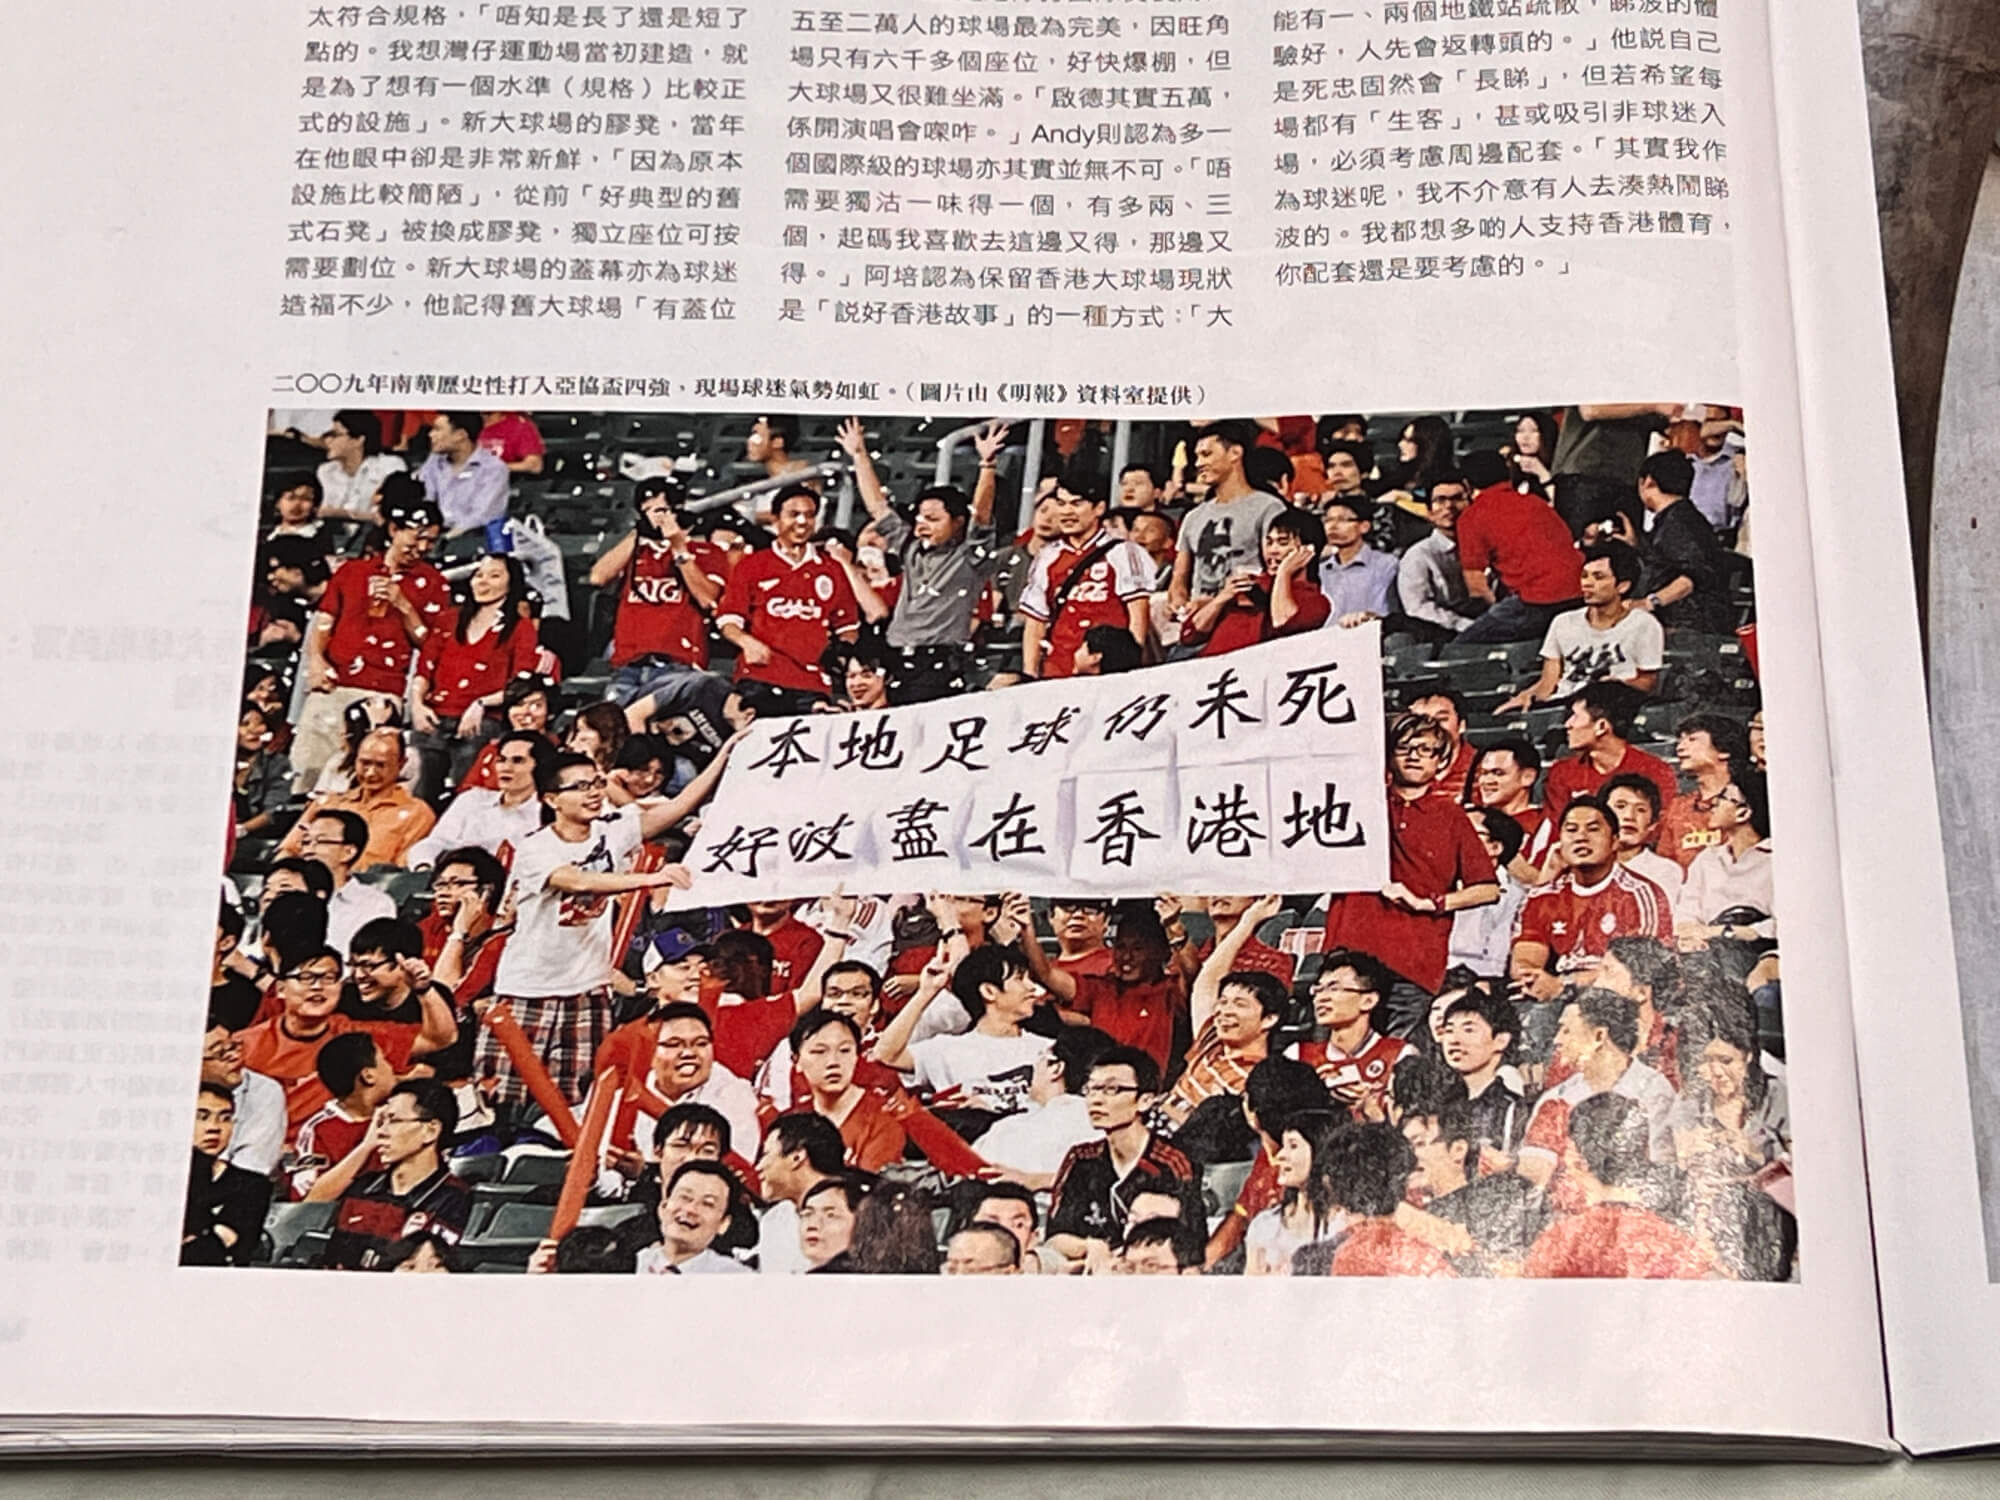 太符合規格，「唔知是長了還是短了
點的。我想灣仔運動場當初建造，就
是為了想有一個水準（規格）比較正
式的設施」。新大球場的膠凳，當年
在他眼中卻是非常新鮮，「因為原本
設施比較簡陋」，從前「好典型的舊
式石凳」被換成膠凳，獨立座位可按
需要劃位。新大球場的蓋幕亦為球迷
造福不少，他記得舊大球場「有蓋位
五至二萬人的球場最為完美，因旺角
場只有六千多個座位，好快爆棚，但
大球場又很難坐滿。「啟德其實五萬，
係開演唱會㗎咋。」Andy則認為多一
個國際級的球場亦其實並無不可。「唔
需要獨沽一味得一個，有多兩、三
個，起碼我喜歡去這邊又得，那邊又
得。」阿培認為保留香港大球場現狀
是「説好香港故事」的一種方式：「大
能有一、兩個地鐵站疏散，睇波的體
驗好，人先會返轉頭的。」他説自己
是死忠固然會「長睇」，但若希望每
場都有「生客」，甚或吸引非球迷入
場，必須考慮周邊配套。「其實我作
為球迷呢，我不介意有人去湊熱鬧睇
波的。我都想多啲人支持香港體育，
你配套還是要考慮的。」
二〇〇九年南華歷史性打入亞協盃四強，現場球迷氣勢如虹。（圖片由《明報》資料室提供）
本地足球仍未死
好波盡在香港地
AIG
Carlsberg